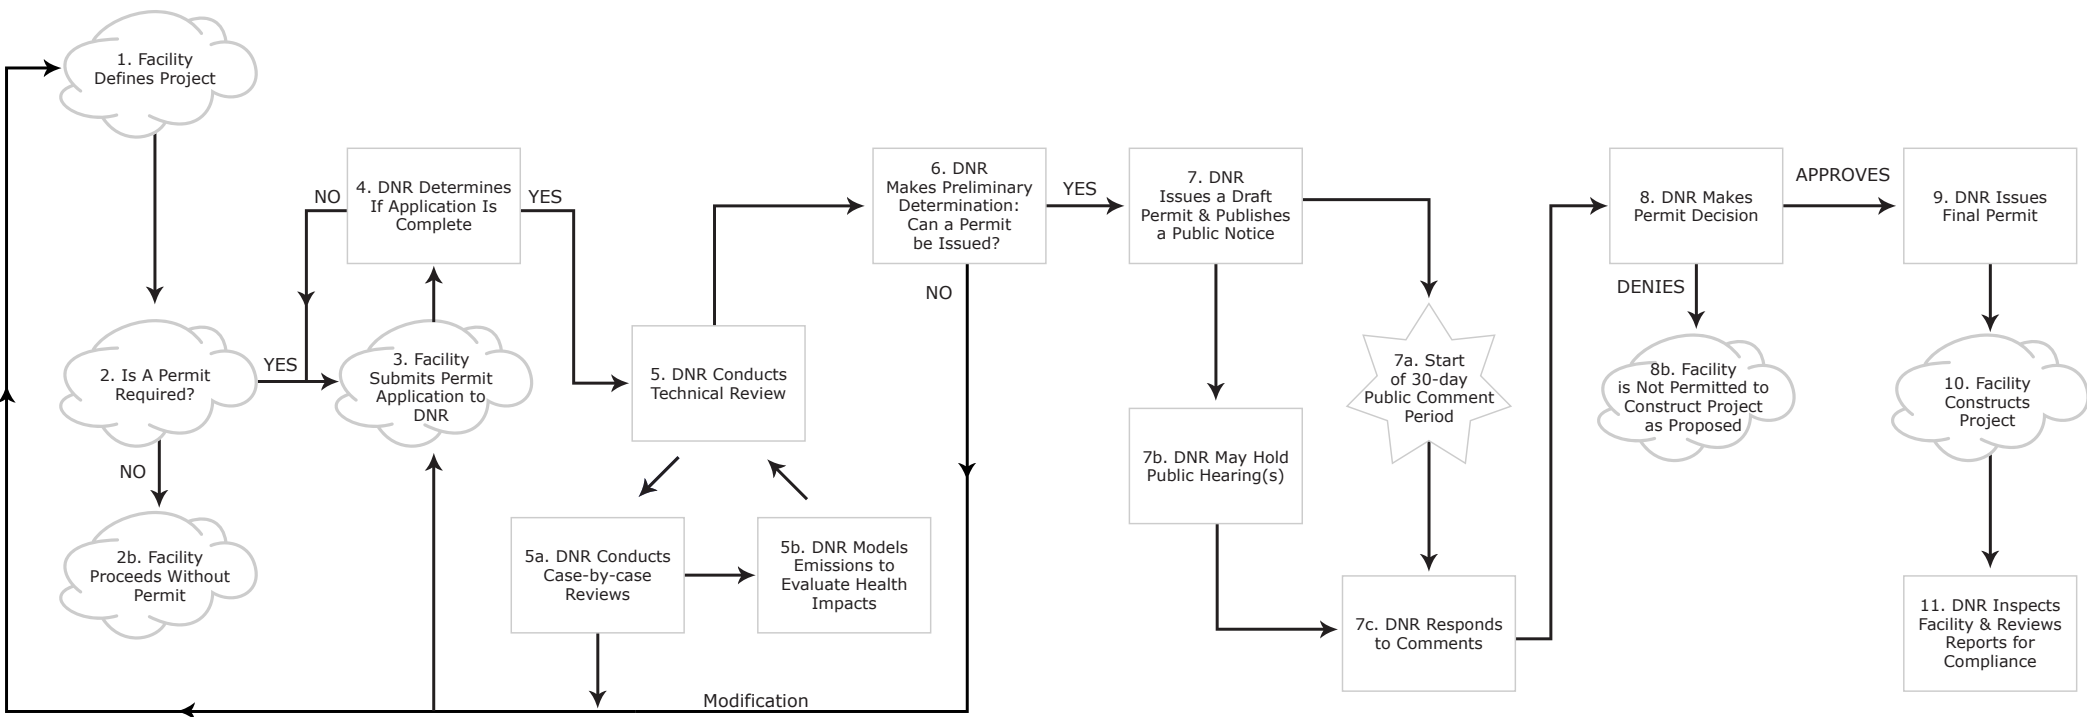 1. Facility
Defines Project
2. Is A Permit
Required?
YES
NO
2b. Facility
Proceeds Without
Permit
3. Facility
Submits Permit
Application to
DNR
4. DNR Determines
If Application Is
Complete
NO
YES
5. DNR Conducts
Technical Review
5a. DNR Conducts
Case-by-case
Reviews
5b. DNR Models
Emissions to
Evaluate Health
Impacts
6. DNR
Makes Preliminary
Determination:
Can a Permit
be Issued?
YES
NO
Modification
7. DNR
Issues a Draft
Permit & Publishes
a Public Notice
7a. Start
of 30-day
Public Comment
Period
7b. DNR May Hold
Public Hearing(s)
7c. DNR Responds
to Comments
8. DNR Makes
Permit Decision
APPROVES
DENIES
8b. Facility
is Not Permitted to
Construct Project
as Proposed
9. DNR Issues
Final Permit
10. Facility
Constructs
Project
11. DNR Inspects
Facility & Reviews
Reports for
Compliance